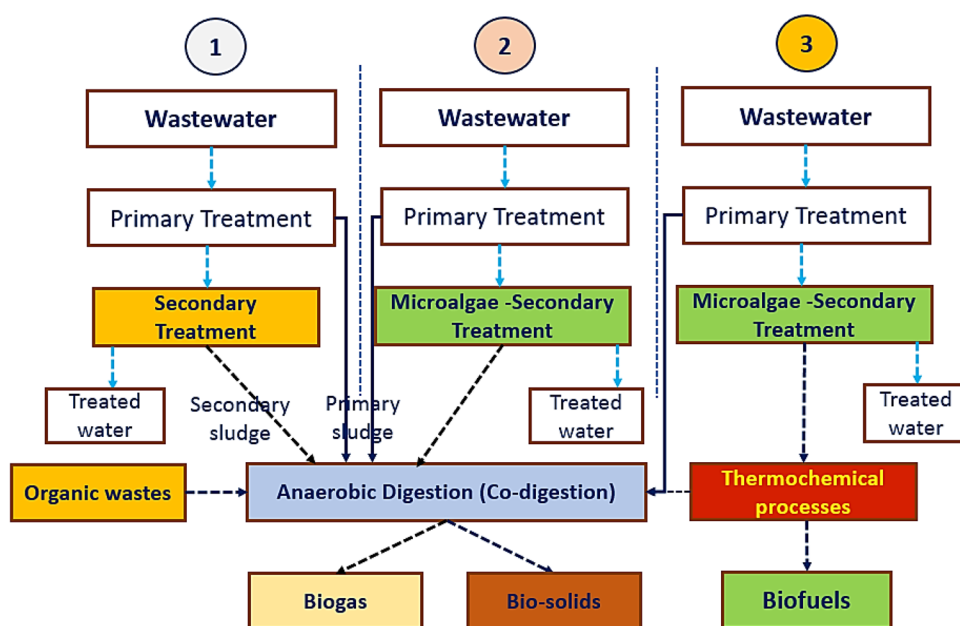 1
2
3
Wastewater
Wastewater
Wastewater
Primary Treatment
Primary Treatment
Primary Treatment
Secondary
Treatment
Microalgae -Secondary
Treatment
Microalgae -Secondary
Treatment
Treated
water
Secondary
sludge
Primary
sludge
Treated
water
Treated
water
Organic wastes
Anaerobic Digestion (Co-digestion)
Thermochemical
processes
Biogas
Bio-solids
Biofuels